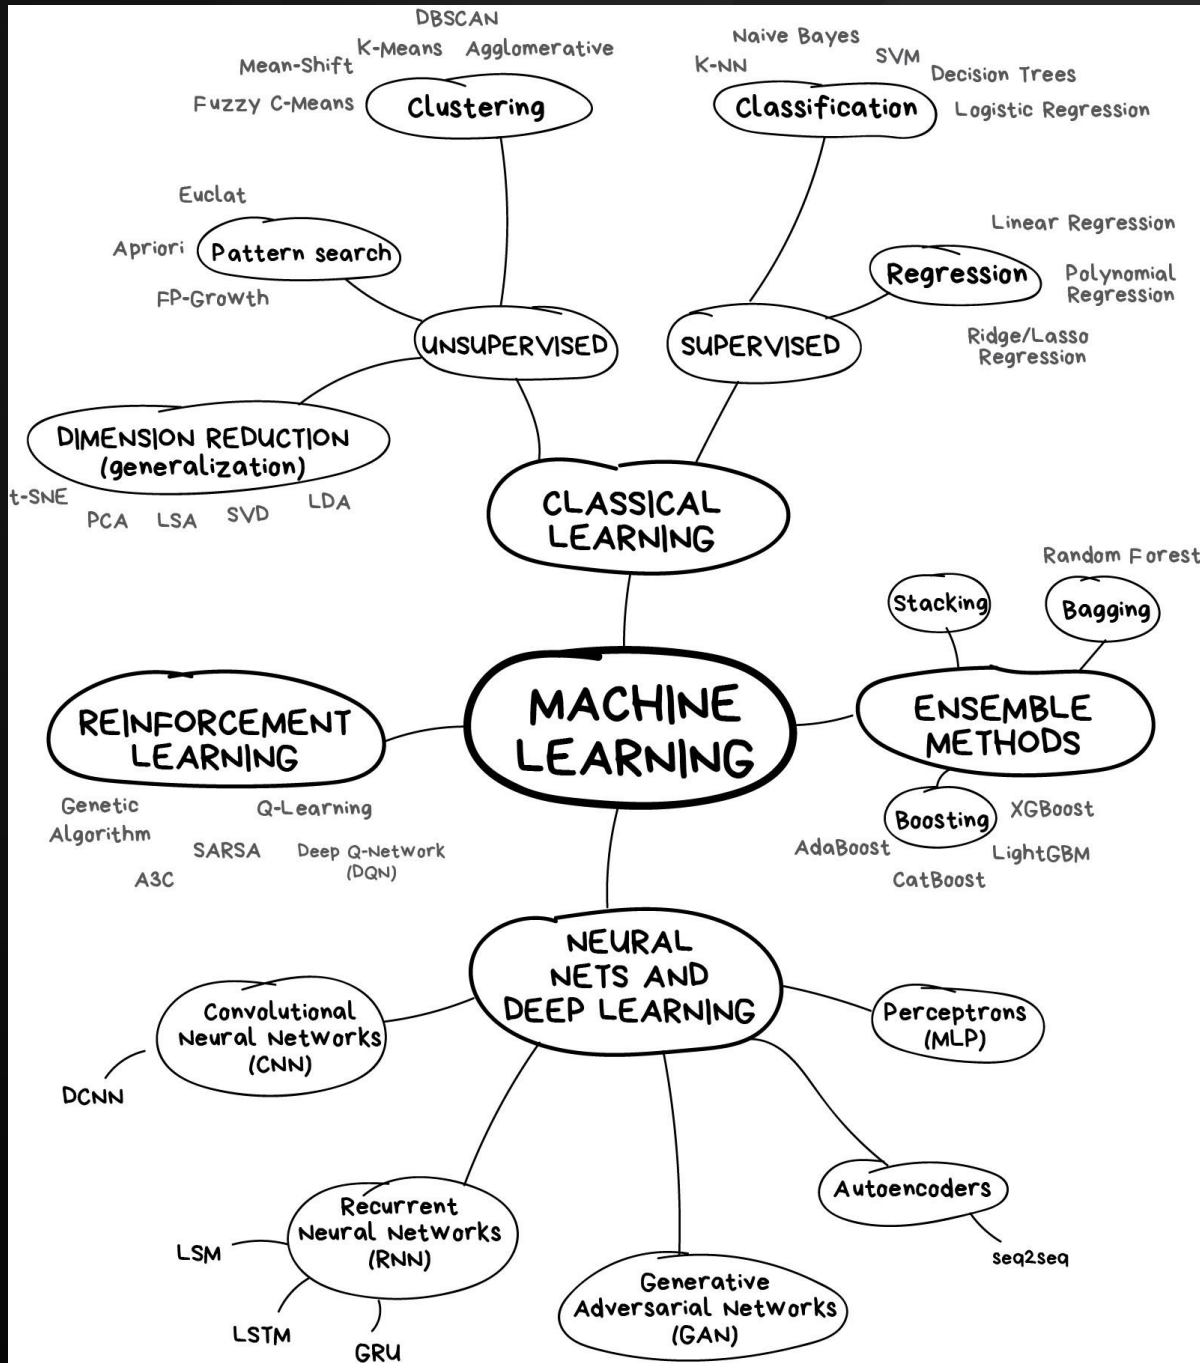 DBSCAN
K-Means
Agglomerative
Mean-Shift
Fuzzy C-Means
Clustering
Naive Bayes
K-NN
SVM
Decision Trees
Classification
Logistic Regression
Euclat
Apriori
Pattern search
FP-Growth
Linear Regression
Regression
Polynomial
Regression
Ridge/Lasso
Regression
UNSUPERVISED
SUPERVISED
DIMENSION REDUCTION
(generalization)
t-SNE
PCA
LSA
SVD
LDA
CLASSICAL
LEARNING
Random Forest
Stacking
Bagging
MACHINE
LEARNING
REINFORCEMENT
LEARNING
ENSEMBLE
METHODS
Genetic
Algorithm
Q-Learning
SARSA
Deep Q-Network
(DQN)
A3C
Boosting
XGBoost
AdaBoost
LightGBM
CatBoost
NEURAL
NETS AND
DEEP LEARNING
Convolutional
Neural Networks
(CNN)
DCNN
Perceptrons
(MLP)
Recurrent
Neural Networks
(RNN)
LSM
LSTM
GRU
Autoencoders
seq2seq
Generative
Adversarial Networks
(GAN)